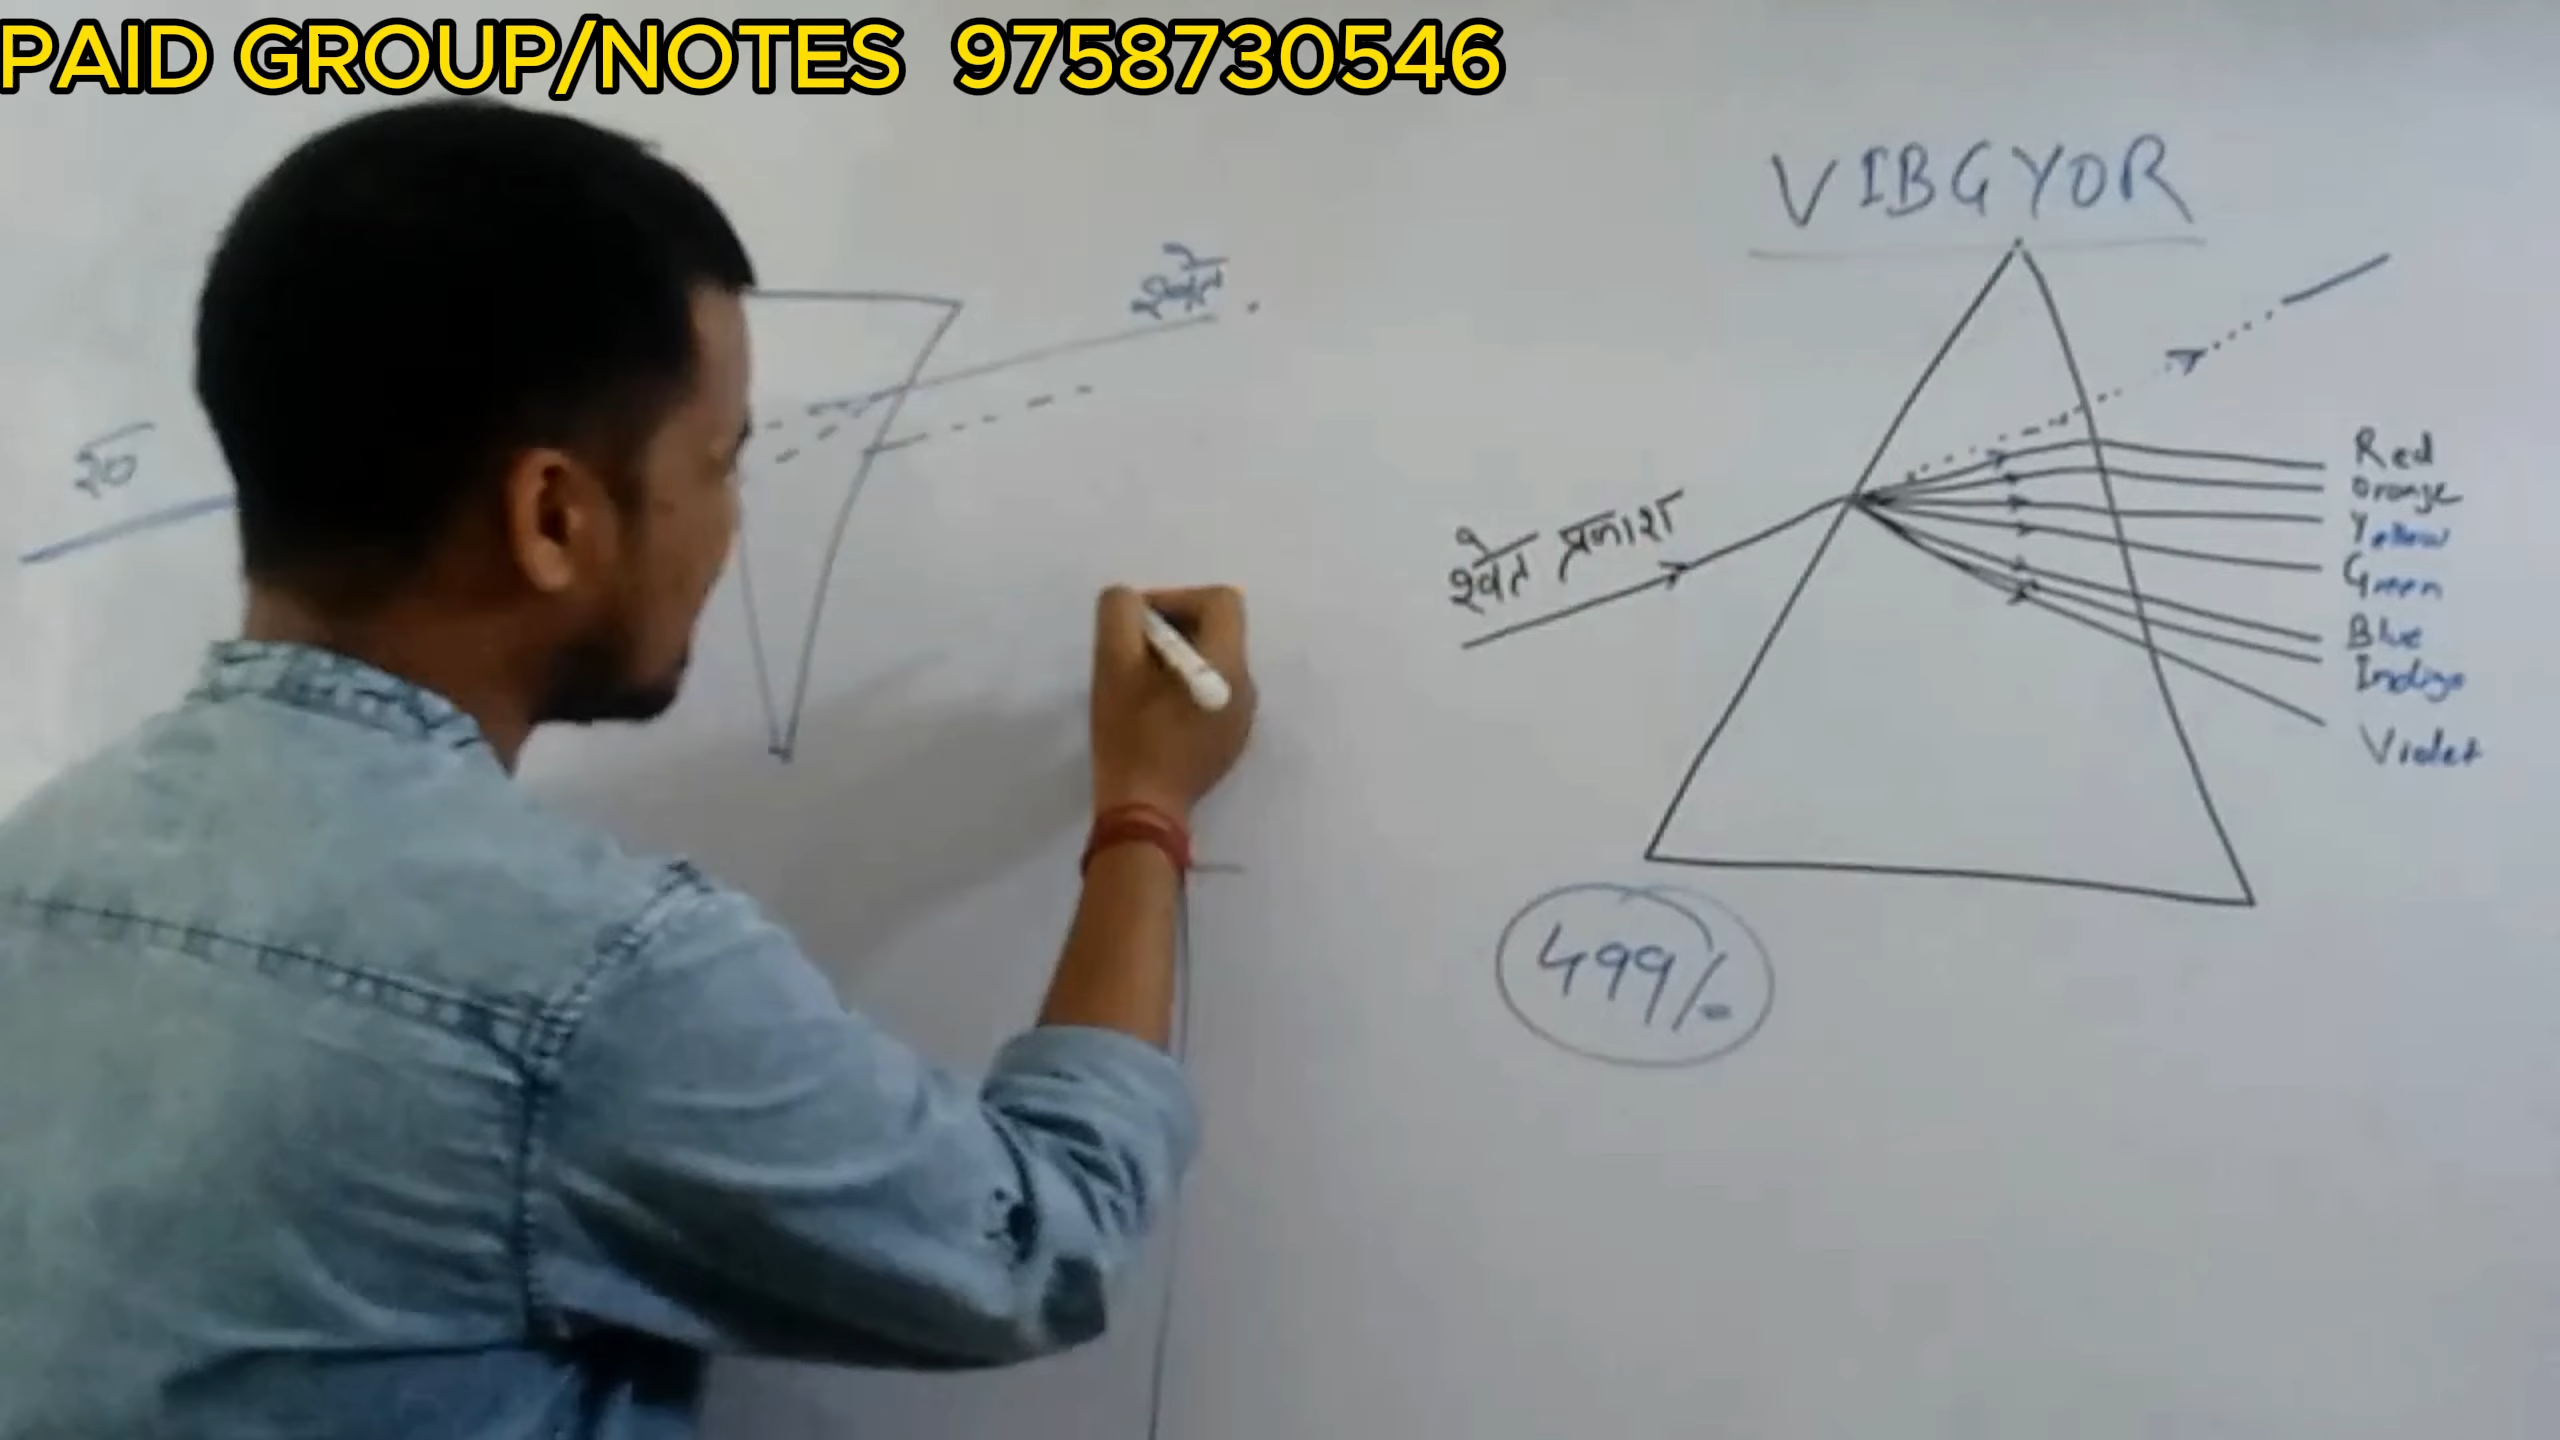 PAID GROUP/NOTES 9758730546
VIBGYOR
श्वेत
श्वेत प्रकाश
Red
Orange
Yellow
Green
Blue
Indigo
Violet
499/-